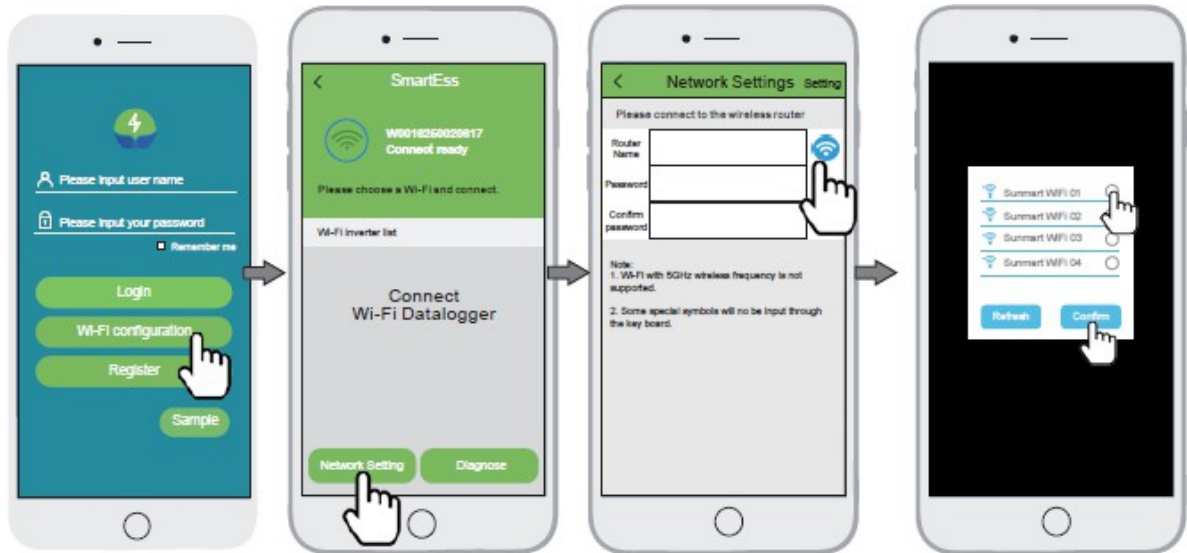 Please input user name
Please input your password
Remember me
Login
Wi-Fi configuration
Register
Sample
SmartEss
W0016250020617
Connect ready
Please choose a Wi-Fi and connect.
Wi-Fi inverter list
Connect
Wi-Fi Datalogger
Network Setting
Diagnose
Network Settings
Setting
Please connect to the wireless router
Router
Name
Password
Confirm
password
Note:
1. Wi-Fi with 5GHz wireless frequency is not
supported.
2. Some special symbols will no be input through
the key board.
Sunmart WiFi 01
Sunmart WiFi 02
Sunmart WiFi 03
Sunmart WiFi 04
Refresh
Confirm